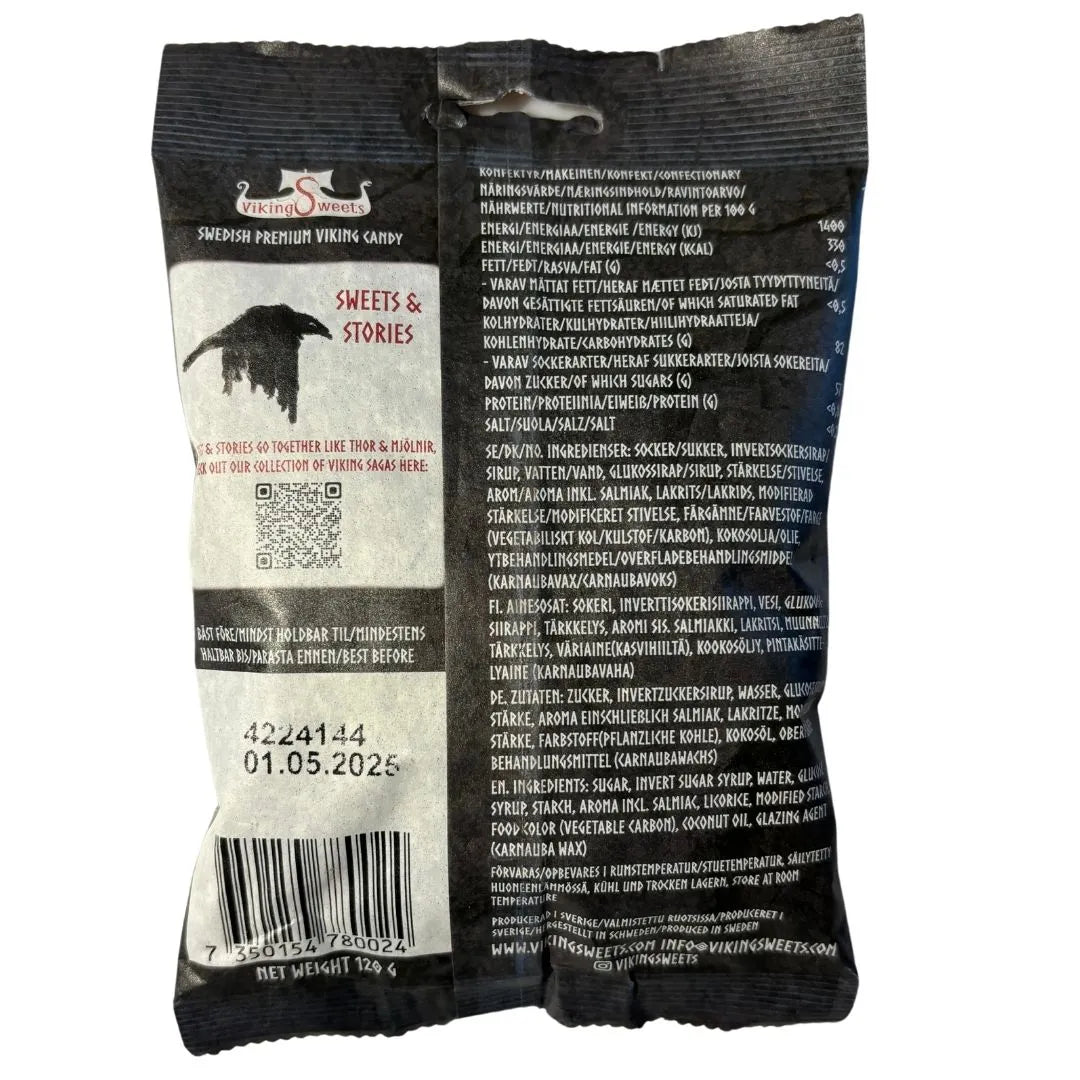 Viking Sweets
SWEDISH PREMIUM VIKING CANDY
SWEETS &
STORIES
& STORIES GO TOGETHER LIKE THOR & MJÖLNIR,
OUT OUR COLLECTION OF VIKING SAGAS HERE:
BÄST FÖRE/MINDST HOLDBAR TIL/MINDESTENS
HALTBAR BIS/PARASTA ENNEN/BEST BEFORE
4224144
01.05.2025
7 350154 780024
NET WEIGHT 120 G
KONFEKTYR/MAKEINEN/KONFEKT/CONFECTIONARY
NÄRINGSVÄRDE/NÆRINGSINDHOLD/RAVINTOARVO/
NÄHRWERTE/NUTRITIONAL INFORMATION PER 100 G
ENERGI/ENERGIAA/ENERGIE /ENERGY (KJ) 1400
ENERGI/ENERGIAA/ENERGIE/ENERGY (KCAL) 330
FETT/FEDT/RASVA/FAT (G) <0,5
- VARAV MÄTTAT FETT/HERAF MÆTTET FEDT/JOSTA TYYDYTTYNEITÄ/
DAVON GESÄTTIGTE FETTSÄUREN/OF WHICH SATURATED FAT <0,5
KOLHYDRATER/KULHYDRATER/HIILIHYDRAATTEJA/
KOHLENHYDRATE/CARBOHYDRATES (G) 82
- VARAV SOCKERARTER/HERAF SUKKERARTER/JOISTA SOKEREITA/
DAVON ZUCKER/OF WHICH SUGARS (G)
PROTEIN/PROTEIINIA/EIWEIß/PROTEIN (G)
SALT/SUOLA/SALZ/SALT
SE/DK/NO. INGREDIENSER: SOCKER/SUKKER, INVERTSOCKERSIRAP/
SIRUP, VATTEN/VAND, GLUKOSSIRAP/SIRUP, STÄRKELSE/STIVELSE,
AROM/AROMA INKL. SALMIAK, LAKRITS/LAKRIDS, MODIFIERAD
STÄRKELSE/MODIFICERET STIVELSE, FÄRGÄMNE/FARVESTOF/FARGE
(VEGETABILISKT KOL/KULSTOF/KARBON), KOKOSOLJA/OLIE,
YTBEHANDLINGSMEDEL/OVERFLADEBEHANDLINGSMIDDEL
(KARNAUBAVAX/CARNAUBAVOKS)
FI. AINESOSAT: SOKERI, INVERTTISOKERISIIRAPPI, VESI,
SIIRAPPI, TÄRKKELYS, AROMI SIS. SALMIAKKI, LAKRITSI,
TÄRKKELYS, VÄRIAINE(KASVIHIILTÄ), KOOKOSÖLJY, PINTAKÄSITTE-
LYAINE (KARNAUBAVAHA)
DE. ZUTATEN: ZUCKER, INVERTZUCKERSIRUP, WASSER,
STÄRKE, AROMA EINSCHLIEßLICH SALMIAK, LAKRITZE,
STÄRKE, FARBSTOFF(PFLANZLICHE KOHLE), KOKOSÖL,
BEHANDLUNGSMITTEL (CARNAUBAWACHS)
EN. INGREDIENTS: SUGAR, INVERT SUGAR SYRUP, WATER,
SYRUP, STARCH, AROMA INCL. SALMIAC, LICORICE, MODIFIED STARCH,
FOOD COLOR (VEGETABLE CARBON), COCONUT OIL, GLAZING AGENT
(CARNAUBA WAX)
FÖRVARAS/OPBEVARES I RUMSTEMPERATUR/STUETEMPERATUR, SÄILYTETTY
HUONEENLÄMMÖSSÄ, KÜHL UND TROCKEN LAGERN. STORE AT ROOM
TEMPERATURE
PRODUCERAD I SVERIGE/VALMISTETTU RUOTSISSA/PRODUCERET I
SVERIGE/HERGESTELLT IN SCHWEDEN/PRODUCED IN SWEDEN
WWW.VIKINGSWEETS.COM INFO@VIKINGSWEETS.COM
VIKINGSWEETS